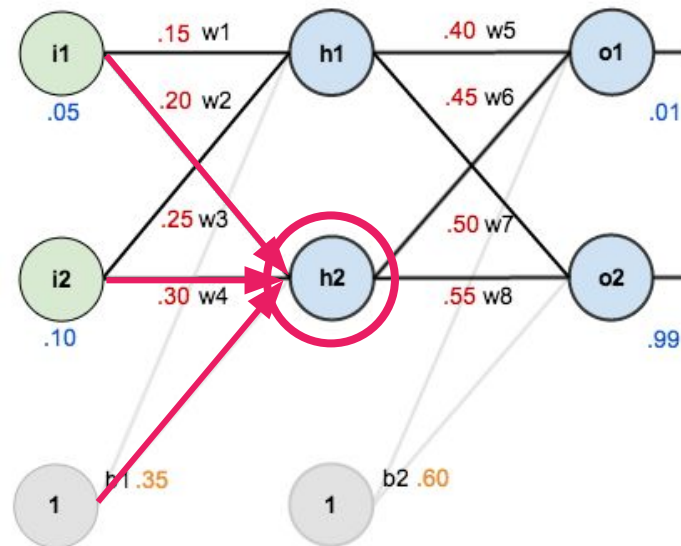 i1 .15 w1 h1 .40 w5 o1
.05 .20 w2 .45 w6 .01
.25 w3 .50 w7
i2 .30 w4 h2 .55 w8 o2
.10 .99
1 b1 .35 1 b2 .60